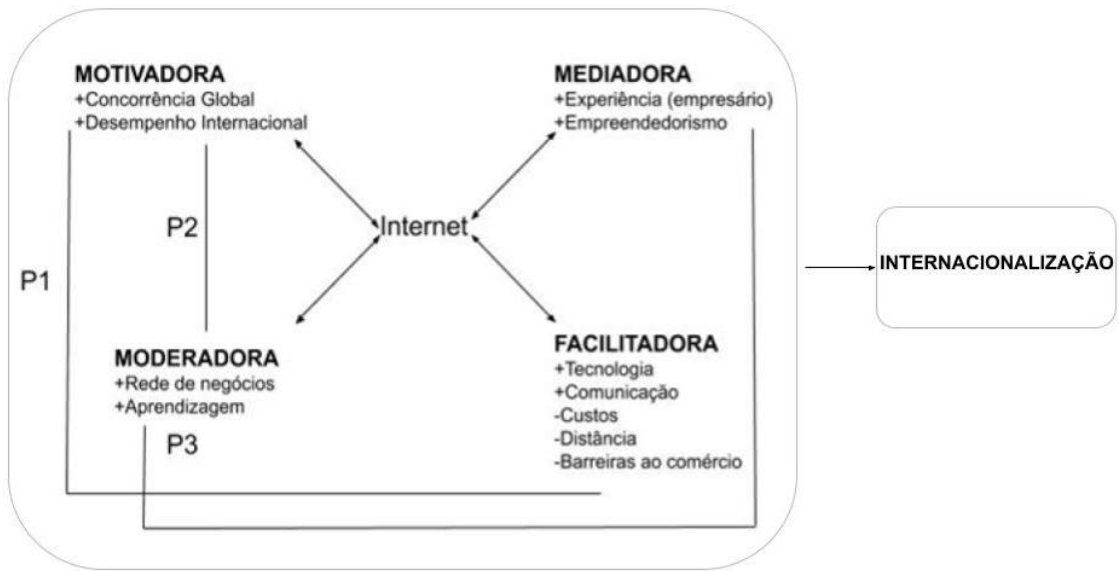 MOTIVADORA
+Concorrência Global
+Desempenho Internacional
MEDIADORA
+Experiência (empresário)
+Empreendedorismo
P2
Internet
P1
INTERNACIONALIZAÇÃO
MODERADORA
+Rede de negócios
+Aprendizagem
P3
FACILITADORA
+Tecnologia
+Comunicação
-Custos
-Distância
-Barreiras ao comércio